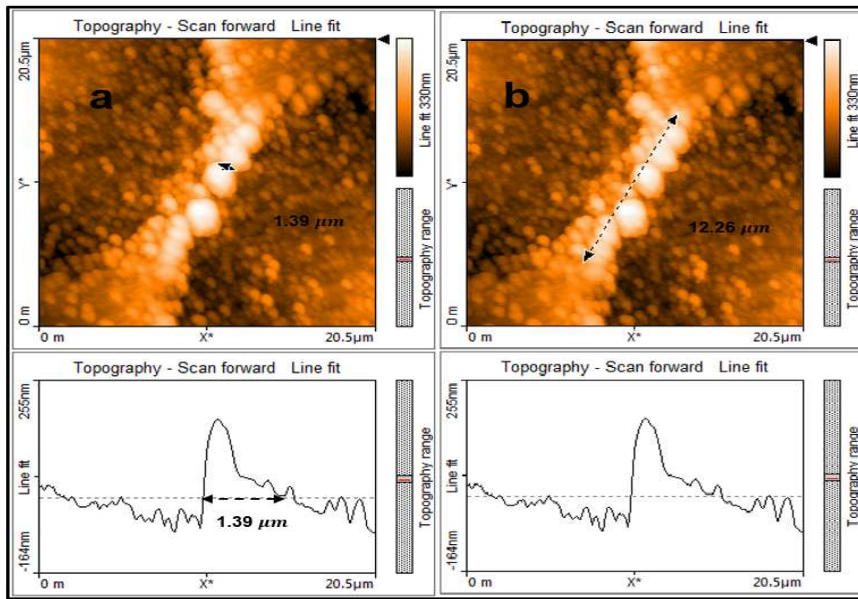 Topography - Scan forward Line fit
20.5µm
Y*
0 m
a
1.39 µm
0 m
X*
20.5µm
Line fit 330nm
Topography range
Topography - Scan forward Line fit
20.5µm
Y*
0 m
b
12.26 µm
0 m
X*
20.5µm
Line fit 330nm
Topography range
Topography - Scan forward Line fit
255nm
Line fit
-164nm
1.39 µm
0 m
X*
20.5µm
Topography range
Topography - Scan forward Line fit
255nm
Line fit
-164nm
0 m
X*
20.5µm
Topography range